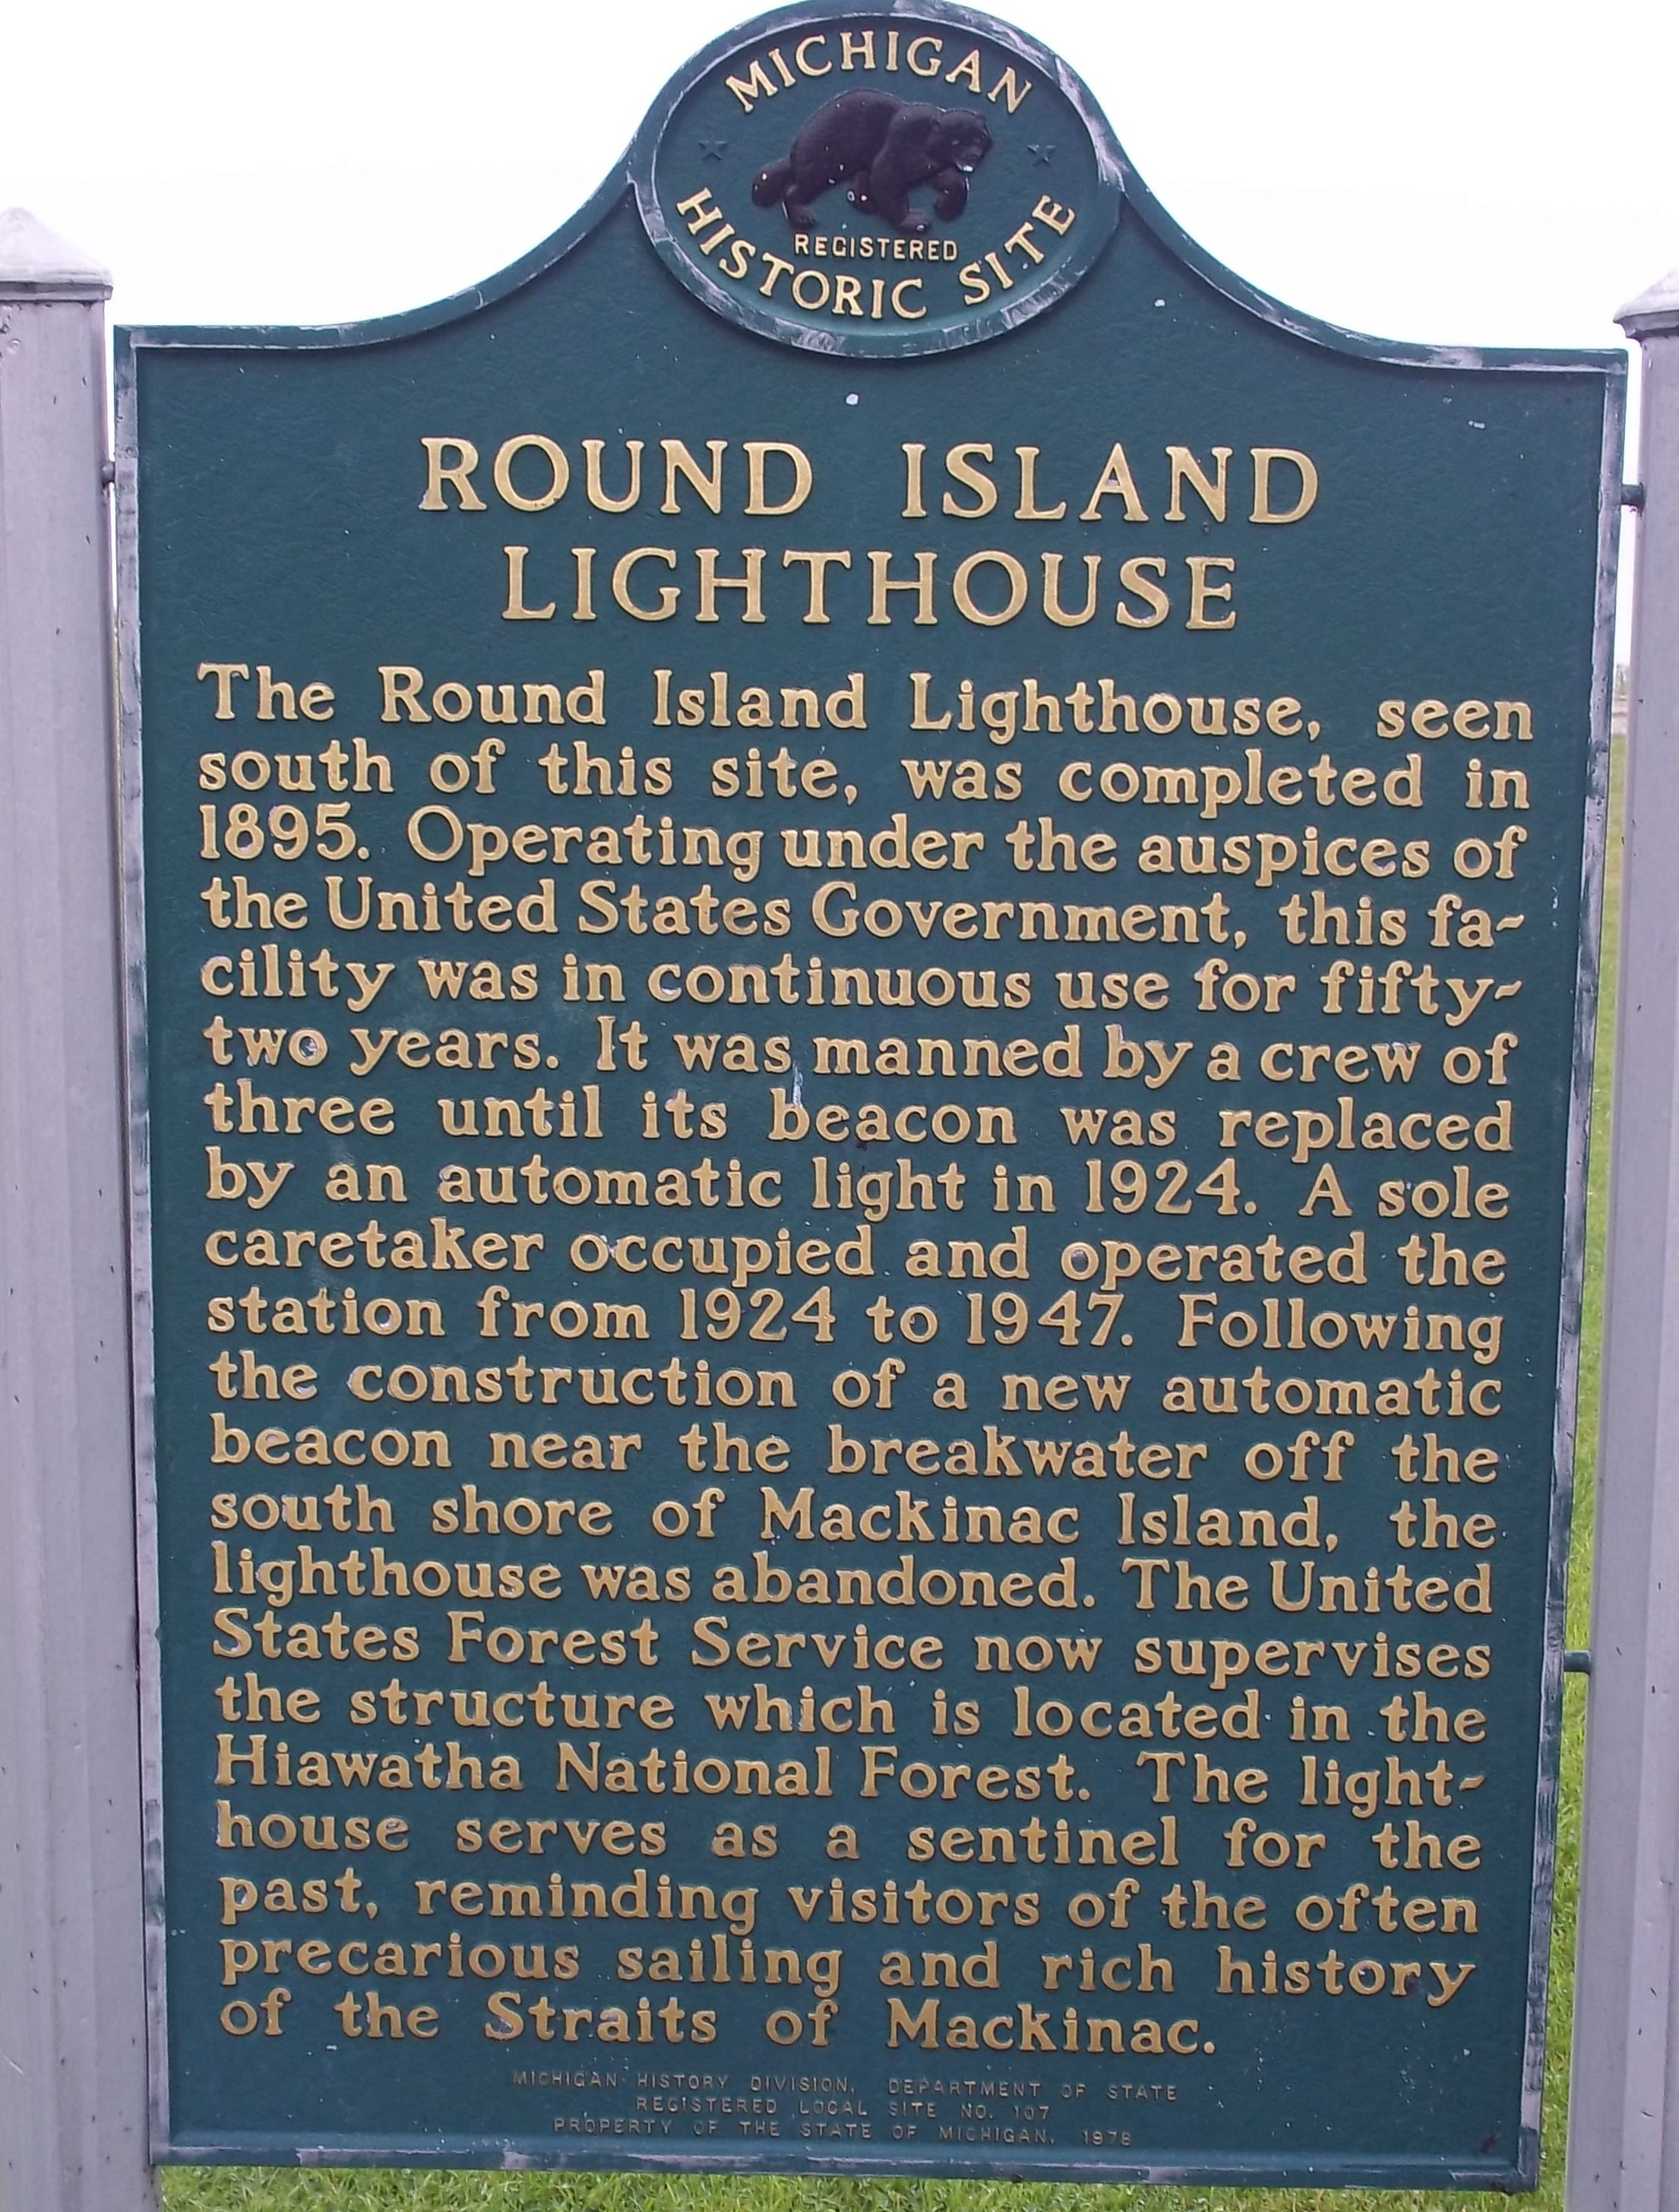 MICHIGAN
REGISTERED
HISTORIC SITE
ROUND ISLAND
LIGHTHOUSE
The Round Island Lighthouse, seen
south of this site, was completed in
1895. Operating under the auspices of
the United States Government, this fa-
cility was in continuous use for fifty-
two years. It was manned by a crew of
three until its beacon was replaced
by an automatic light in 1924. A sole
caretaker occupied and operated the
station from 1924 to 1947. Following
the construction of a new automatic
beacon near the breakwater off the
south shore of Mackinac Island, the
lighthouse was abandoned. The United
States Forest Service now supervises
the structure which is located in the
Hiawatha National Forest. The light-
house serves as a sentinel for the
past, reminding visitors of the often
precarious sailing and rich history
of the Straits of Mackinac.
MICHIGAN HISTORY DIVISION, DEPARTMENT OF STATE
REGISTERED LOCAL SITE NO. 107
PROPERTY OF THE STATE OF MICHIGAN, 1978